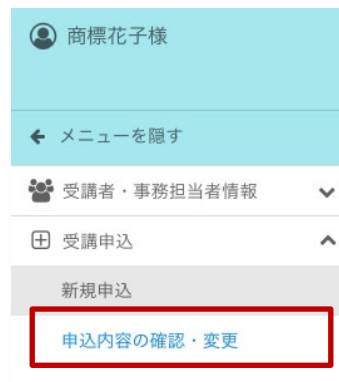 商標花子様
メニューを隠す
受講者・事務担当者情報
受講申込
新規申込
申込内容の確認・変更